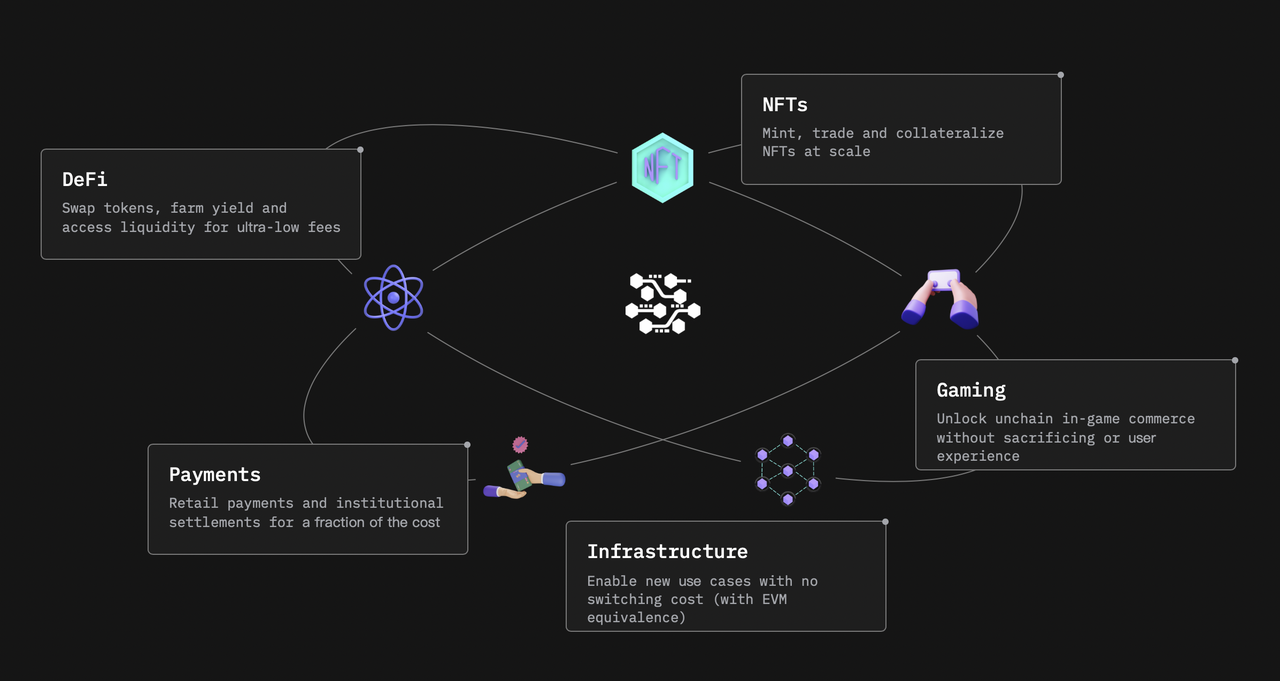 NFTs
Mint, trade and collateralize
NFTs at scale
NFT
DeFi
Swap tokens, farm yield and
access liquidity for ultra-low fees
Gaming
Unlock unchain in-game commerce
without sacrificing or user
experience
Payments
Retail payments and institutional
settlements for a fraction of the cost
Infrastructure
Enable new use cases with no
switching cost (with EVM
equivalence)